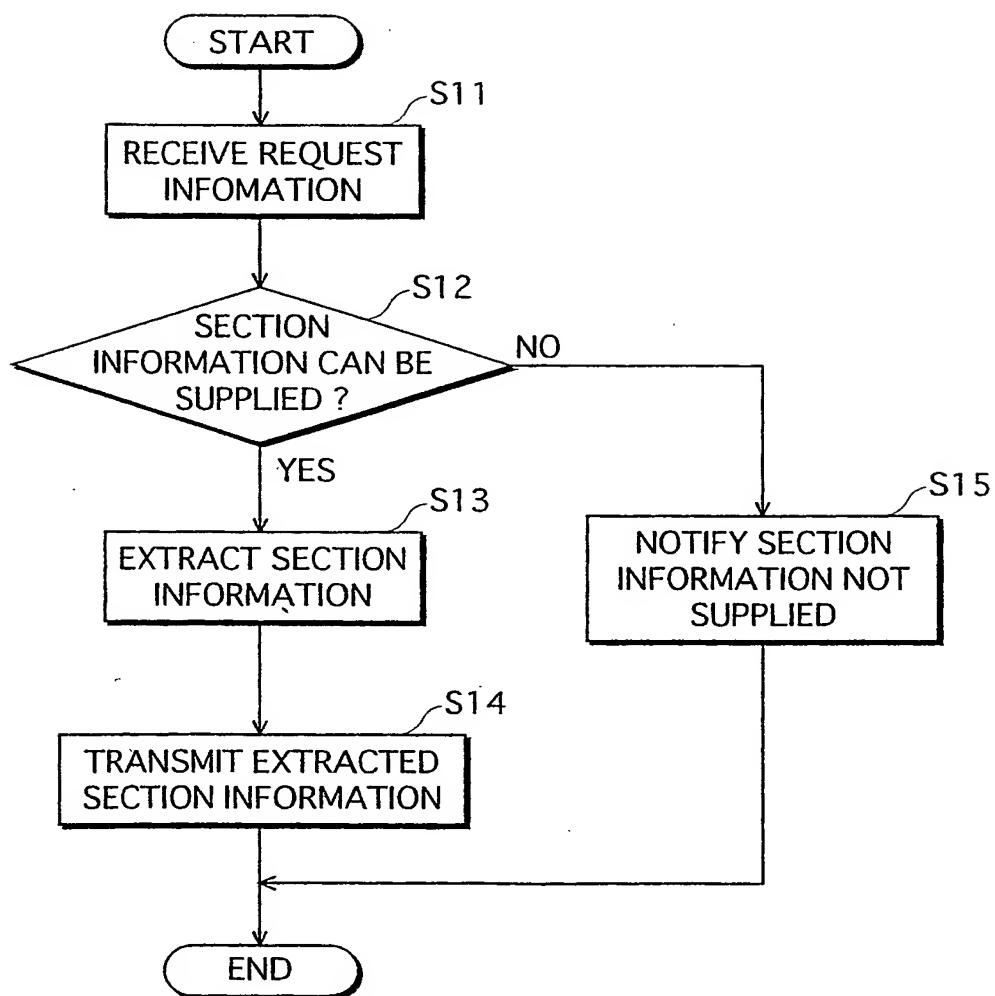 START
S11
RECEIVE REQUEST
INFOMATION
S12
SECTION
INFORMATION CAN BE
SUPPLIED ?
NO
YES
S13
EXTRACT SECTION
INFORMATION
S15
NOTIFY SECTION
INFORMATION NOT
SUPPLIED
S14
TRANSMIT EXTRACTED
SECTION INFORMATION
END